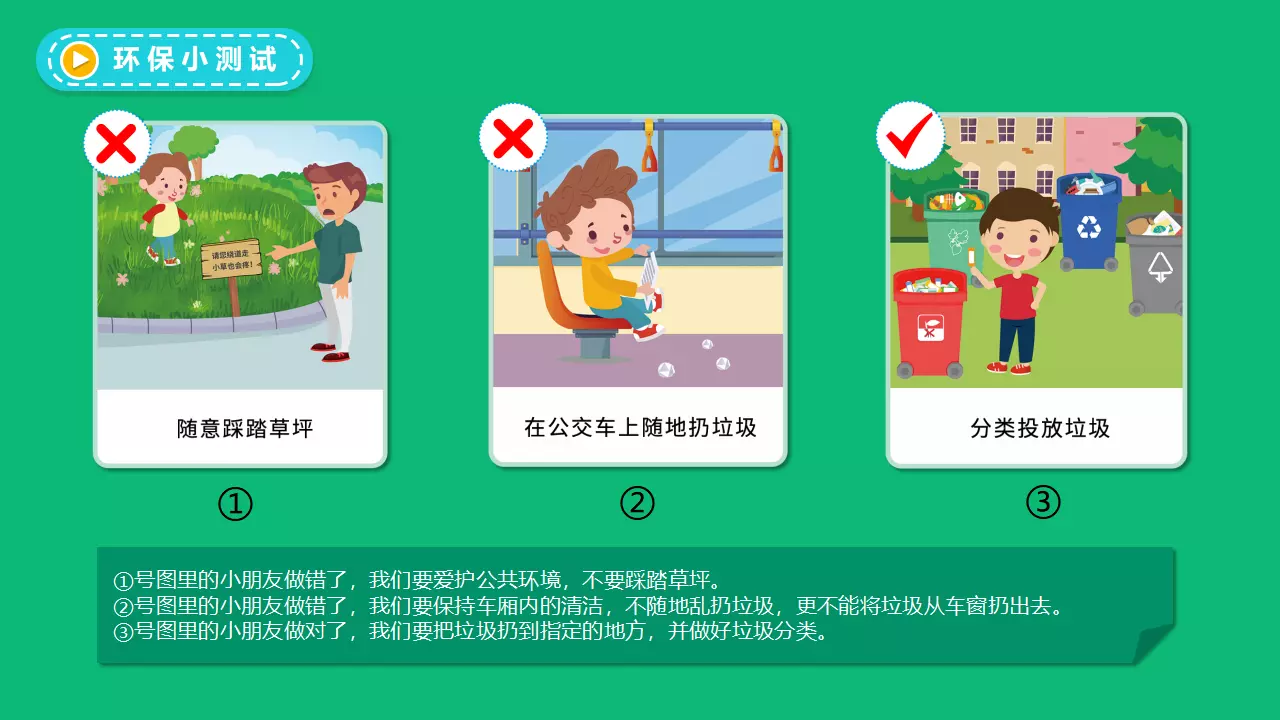 环保小测试
请您绕道走
小草也会疼!
随意踩踏草坪
在公交车上随地扔垃圾
分类投放垃圾
①
②
③
①号图里的小朋友做错了，我们要爱护公共环境，不要踩踏草坪。
②号图里的小朋友做错了，我们要保持车厢内的清洁，不随地乱扔垃圾，更不能将垃圾从车窗扔出去。
③号图里的小朋友做对了，我们要把垃圾扔到指定的地方，并做好垃圾分类。